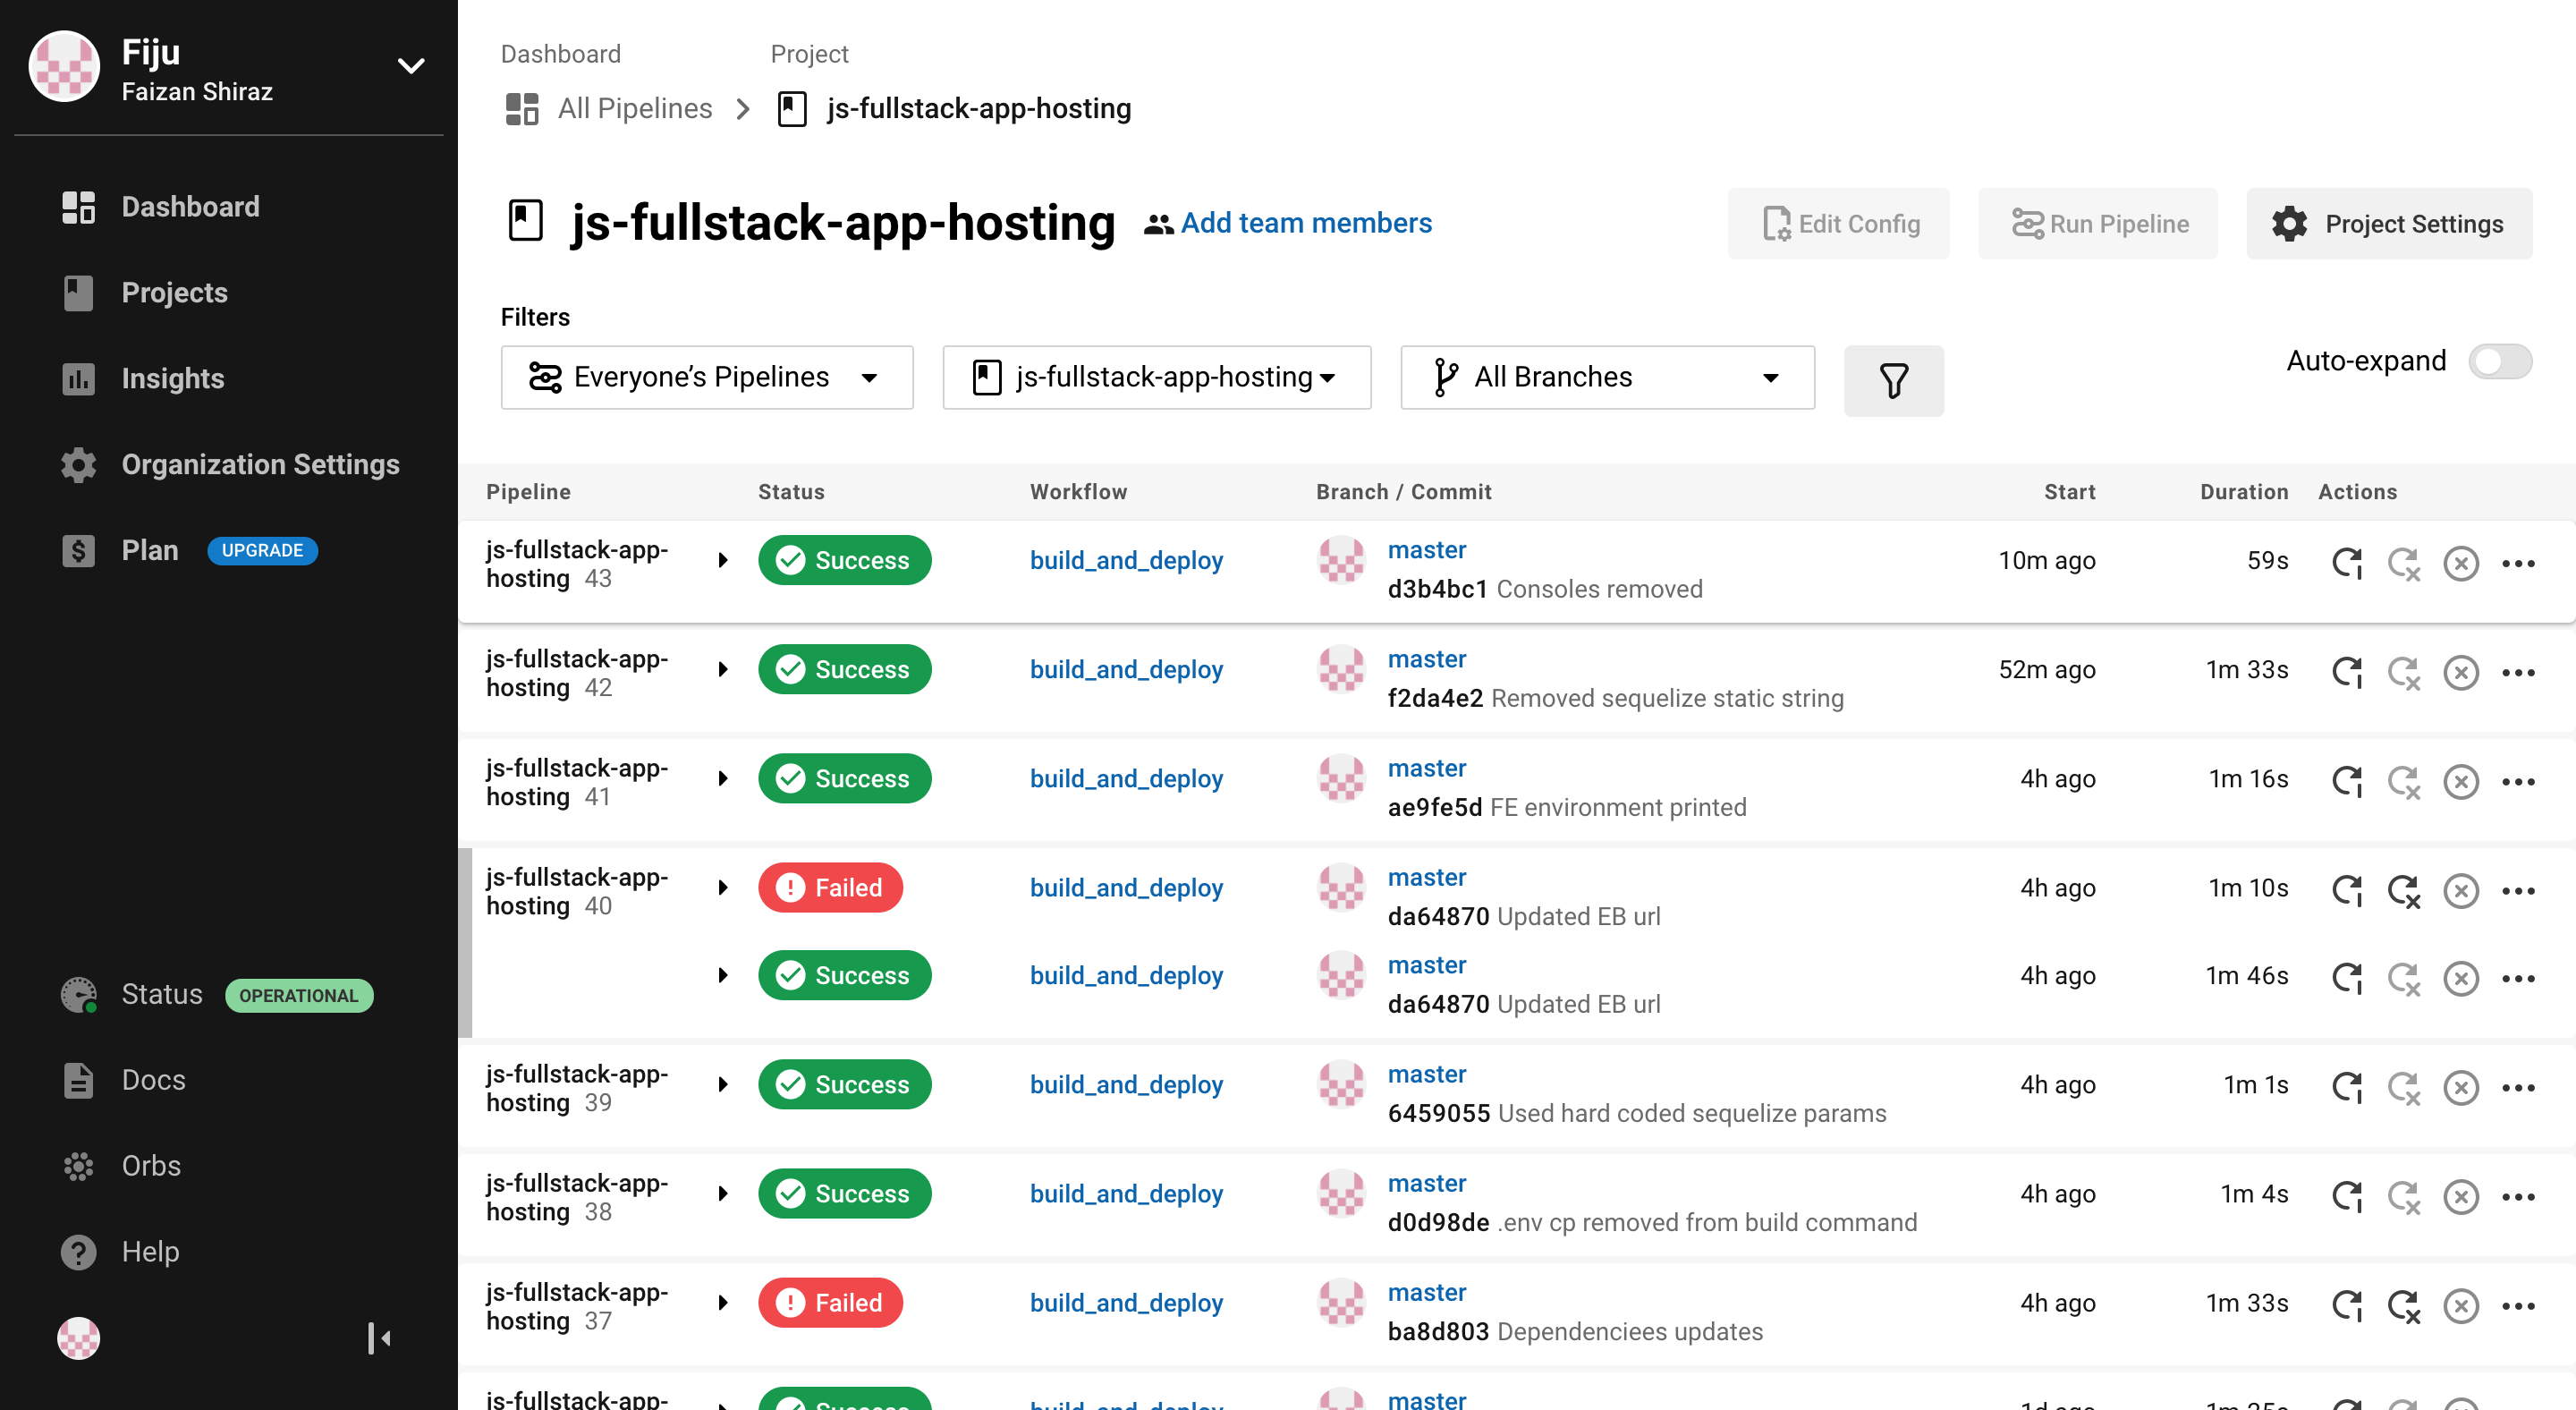 Fiju
Faizan Shiraz
Dashboard
Projects
Insights
Organization Settings
Plan UPGRADE
Status OPERATIONAL
Docs
Orbs
Help
Dashboard Project
All Pipelines js-fullstack-app-hosting
js-fullstack-app-hosting Add team members Edit Config Run Pipeline Project Settings
Filters
Everyone’s Pipelines js-fullstack-app-hosting All Branches Auto-expand
Pipeline Status Workflow Branch / Commit Start Duration Actions
js-fullstack-app-
hosting 43 Success build_and_deploy master 10m ago 59s
d3b4bc1 Consoles removed
js-fullstack-app-
hosting 42 Success build_and_deploy master 52m ago 1m 33s
f2da4e2 Removed sequelize static string
js-fullstack-app-
hosting 41 Success build_and_deploy master 4h ago 1m 16s
ae9fe5d FE environment printed
js-fullstack-app-
hosting 40 Failed build_and_deploy master 4h ago 1m 10s
da64870 Updated EB url
Success build_and_deploy master 4h ago 1m 46s
da64870 Updated EB url
js-fullstack-app-
hosting 39 Success build_and_deploy master 4h ago 1m 1s
6459055 Used hard coded sequelize params
js-fullstack-app-
hosting 38 Success build_and_deploy master 4h ago 1m 4s
d0d98de .env cp removed from build command
js-fullstack-app-
hosting 37 Failed build_and_deploy master 4h ago 1m 33s
ba8d803 Dependenciees updates
js-fullstack-app- Success build_and_deploy master 1d ago